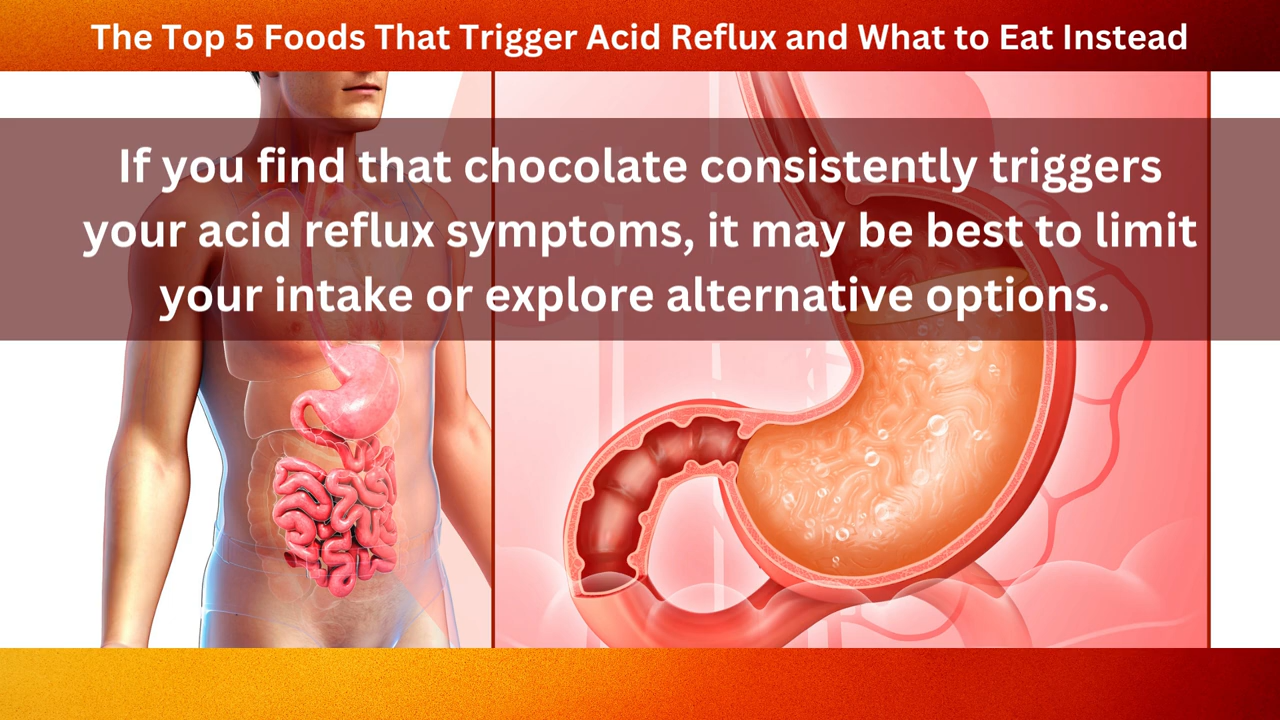 The Top 5 Foods That Trigger Acid Reflux and What to Eat Instead
If you find that chocolate consistently triggers
your acid reflux symptoms, it may be best to limit
your intake or explore alternative options.